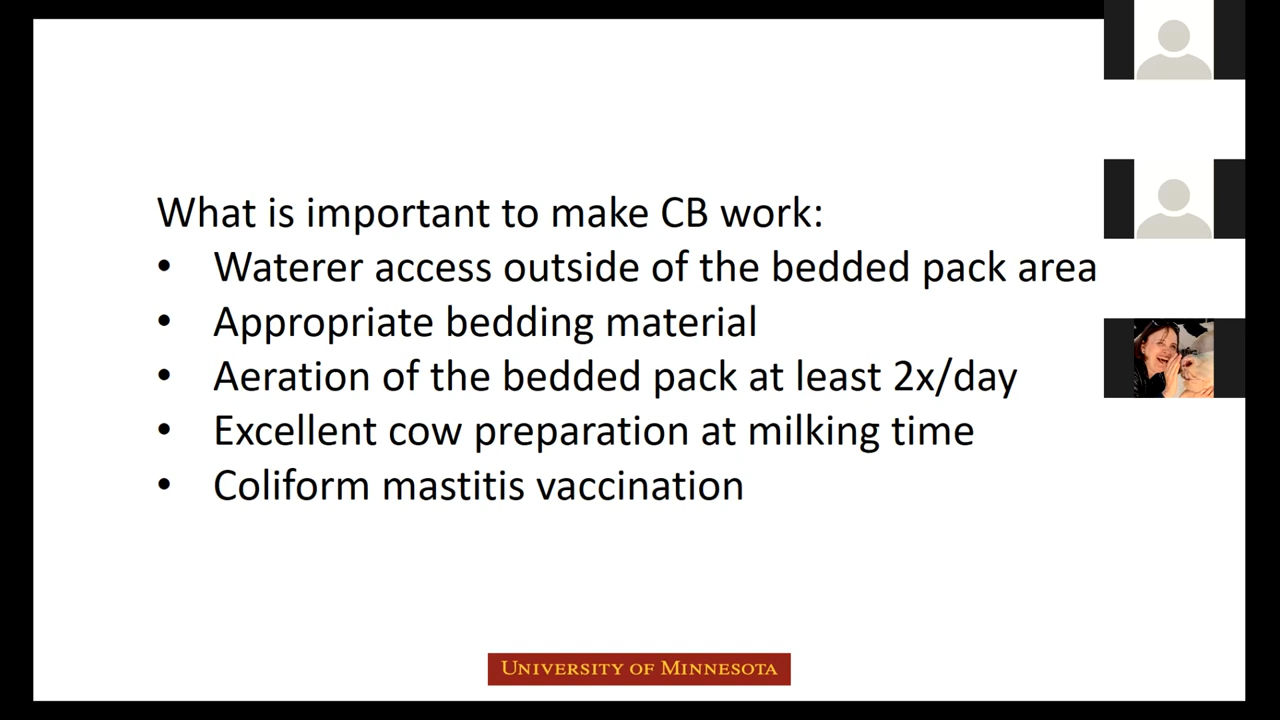 What is important to make CB work:
• Waterer access outside of the bedded pack area
• Appropriate bedding material
• Aeration of the bedded pack at least 2x/day
• Excellent cow preparation at milking time
• Coliform mastitis vaccination
UNIVERSITY OF MINNESOTA